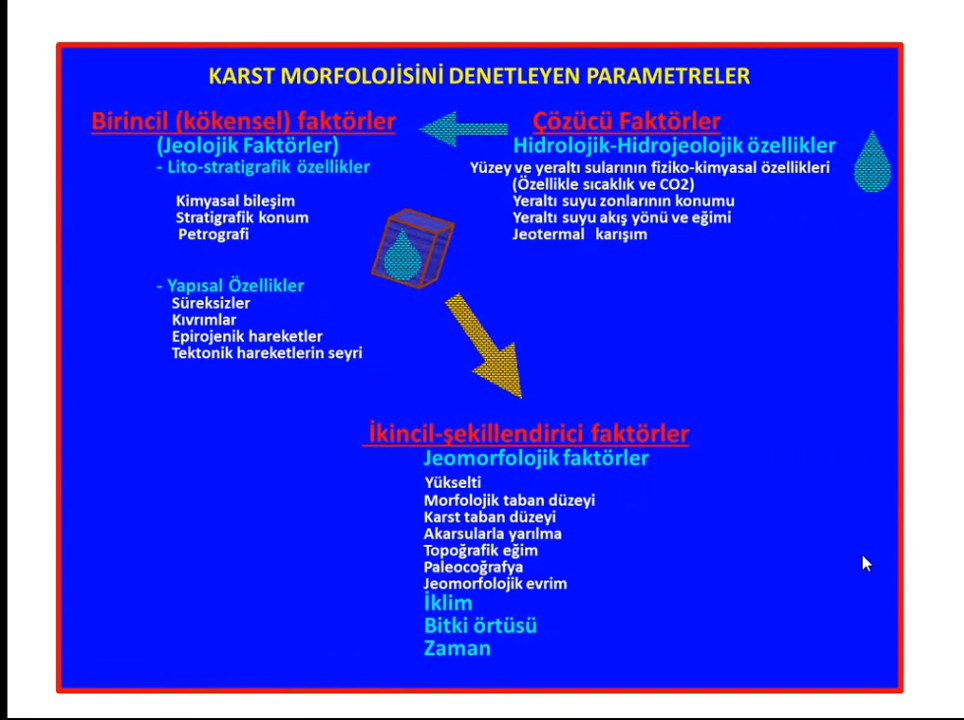 KARST MORFOLOJİSİNİ DENETLEYEN PARAMETRELER
Birincil (kökensel) faktörler
(Jeolojik Faktörler)
- Lito-stratigrafik özellikler
Kimyasal bileşim
Stratigrafik konum
Petrografi
- Yapısal Özellikler
Süreksizler
Kıvrımlar
Epirojenik hareketler
Tektonik hareketlerin seyri
Çözücü Faktörler
Hidrolojik-Hidrojeolojik özellikler
Yüzey ve yeraltı sularının fiziko-kimyasal özellikleri
(Özellikle sıcaklık ve CO2)
Yeraltı suyu zonlarının konumu
Yeraltı suyu akış yönü ve eğimi
Jeotermal karışım
İkincil-şekillendirici faktörler
Jeomorfolojik faktörler
Yükselti
Morfolojik taban düzeyi
Karst taban düzeyi
Akarsularla yarılma
Topoğrafik eğim
Paleocoğrafya
Jeomorfolojik evrim
İklim
Bitki örtüsü
Zaman